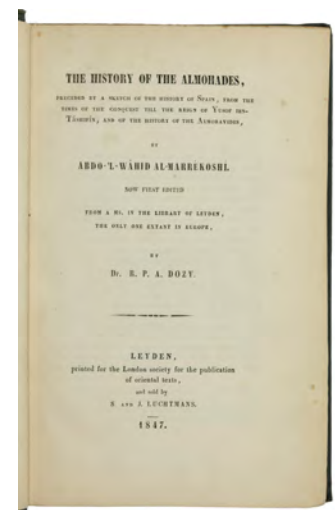 THE HISTORY OF THE ALMOHADES,
PRECEDED BY A SKETCH OF THE HISTORY OF SPAIN, FROM THE
TIMES OF THE CONQUEST TILL THE REIGN OF YUSOF IBN-
TÁSHIFÍN, AND OF THE HISTORY OF THE ALMORAVIDES,
BY
ABDO-'L-WÁHID AL-MARRÉKOSHÍ.
NOW FIRST EDITED
FROM A MS. IN THE LIBRARY OF LEYDEN,
THE ONLY ONE EXTANT IN EUROPE,
BY
Dr. R. P. A. DOZY.
LEYDEN,
printed for the London society for the publication
of oriental texts,
and sold by
S. AND J. LUCHTMANS.
1847.